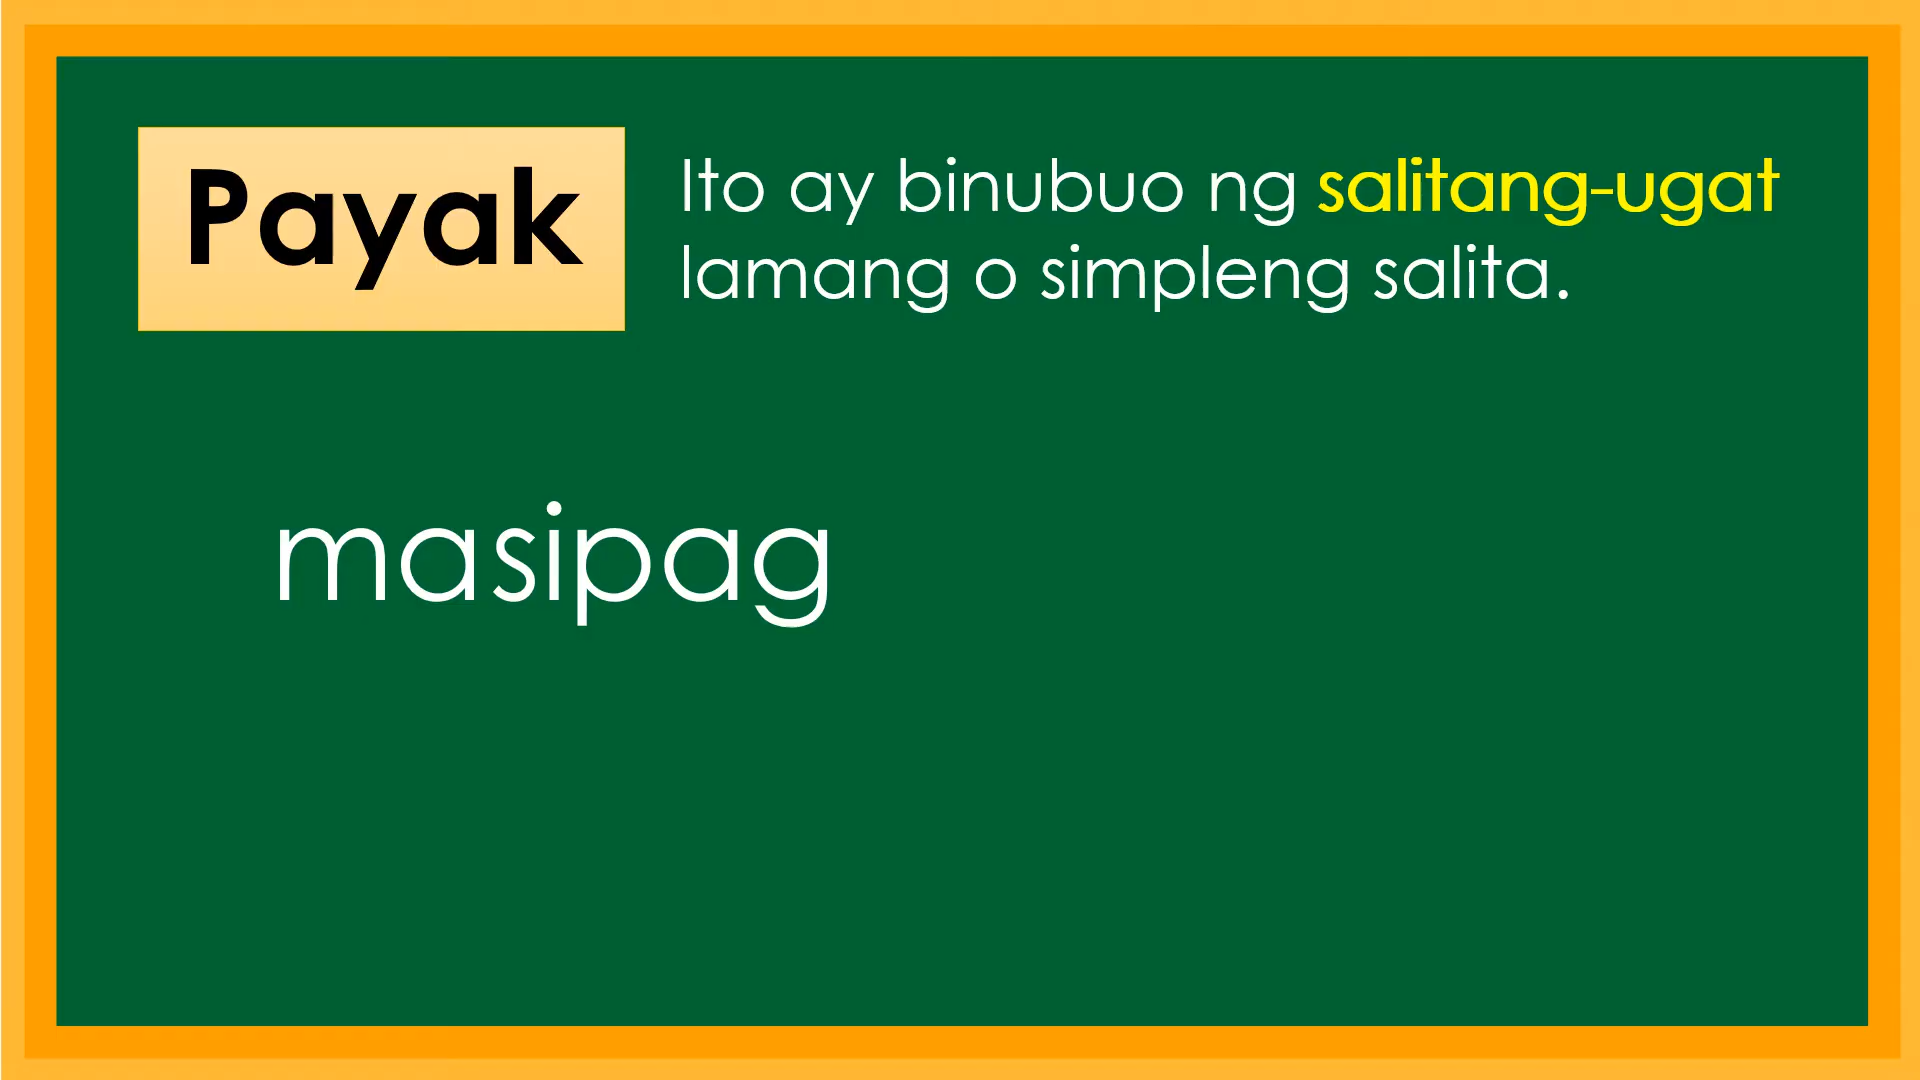 Payak
Ito ay binubuo ng salitang-ugat
lamang o simpleng salita.
masipag